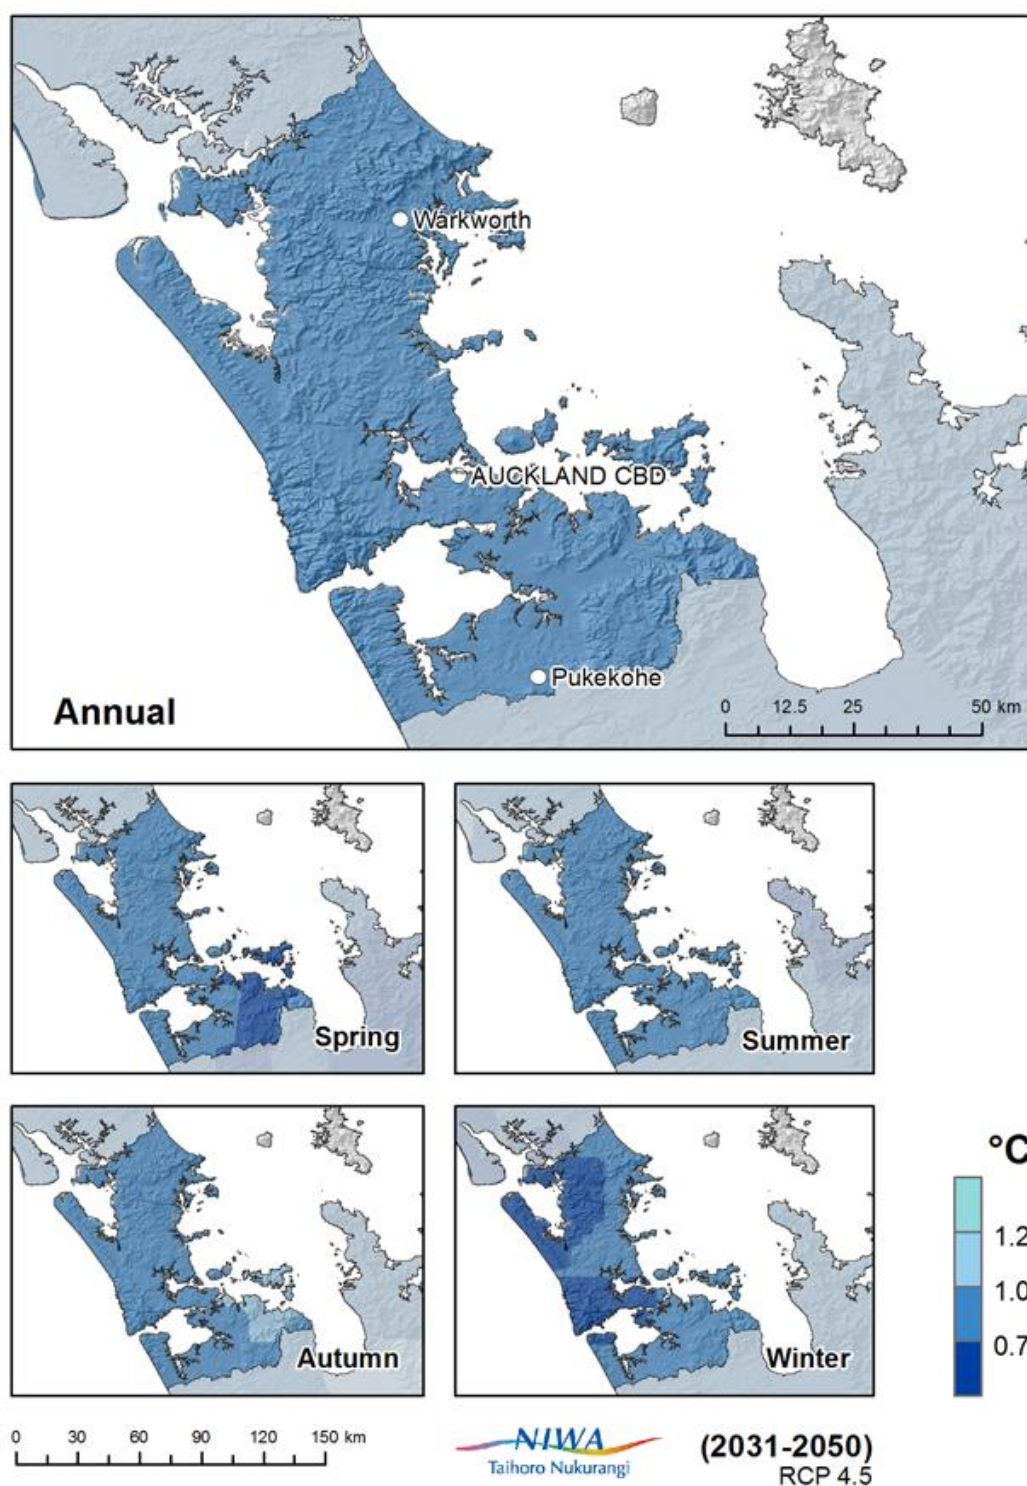 Warkworth
AUCKLAND CBD
Pukekohe
Annual
0 12.5 25 50 km
Spring
Summer
Autumn
Winter
°C
1.2
1.0
0.7
0 30 60 90 120 150 km
NIWA
Taihoro Nukurangi
(2031-2050)
RCP 4.5